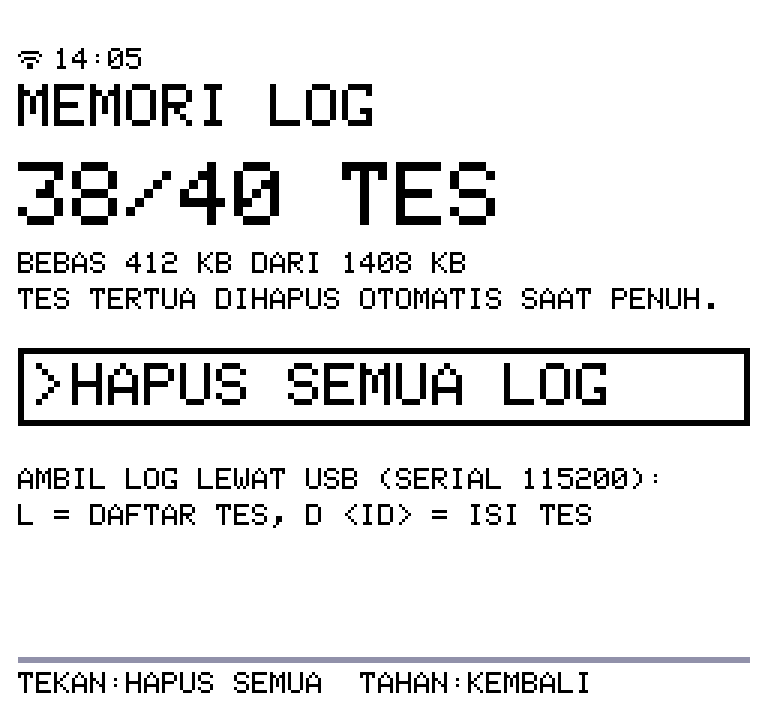 14:05
MEMORI LOG
38/40 TES
BEBAS 412 KB DARI 1408 KB
TES TERTUA DIHAPUS OTOMATIS SAAT PENUH.
>HAPUS SEMUA LOG
AMBIL LOG LEWAT USB (SERIAL 115200):
L = DAFTAR TES, D <ID> = ISI TES
TEKAN:HAPUS SEMUA TAHAN:KEMBALI